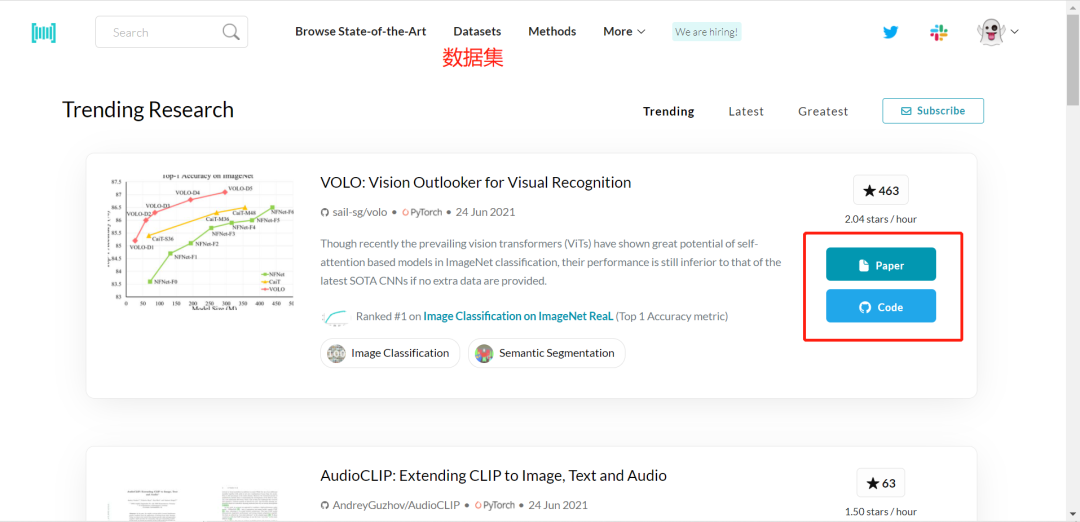 Search
Browse State-of-the-Art Datasets Methods More We are hiring!
数据集
Trending Research
Trending Latest Greatest Subscribe
Top-1 Accuracy on ImageNet
87.5
87
86.5
86
85.5
85
84
83.5
83
0 50 100 150 200 250 300 350 400 450
Model Size (M)
VOLO-D5
VOLO-D4
VOLO-D3
VOLO-D2
VOLO-D1
CaiT-M48
CaiT-M36
CaiT-S36
NFNet-F6
NFNet-F5
NFNet-F4
NFNet-F3
NFNet-F2
NFNet-F1
NFNet-F0
NFNet
CaiT
VOLO
VOLO: Vision Outlooker for Visual Recognition
sail-sg/volo • PyTorch • 24 Jun 2021
Though recently the prevailing vision transformers (ViTs) have shown great potential of self-
attention based models in ImageNet classification, their performance is still inferior to that of the
latest SOTA CNNs if no extra data are provided.
Ranked #1 on Image Classification on ImageNet ReaL (Top 1 Accuracy metric)
Image Classification Semantic Segmentation
463
2.04 stars / hour
Paper
Code
AudioCLIP: Extending CLIP to Image, Text and Audio
AndreyGuzhov/AudioCLIP • PyTorch • 24 Jun 2021
63
1.50 stars / hour